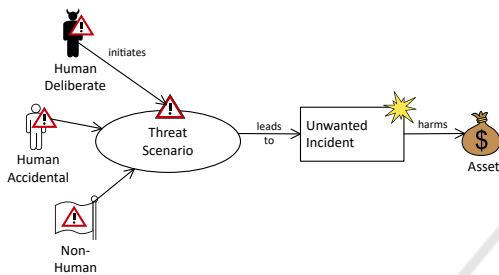 initiates
Human
Deliberate
Human
Accidental
Threat
Scenario
leads
to
Unwanted
Incident
harms
$
Asset
Non-
Human